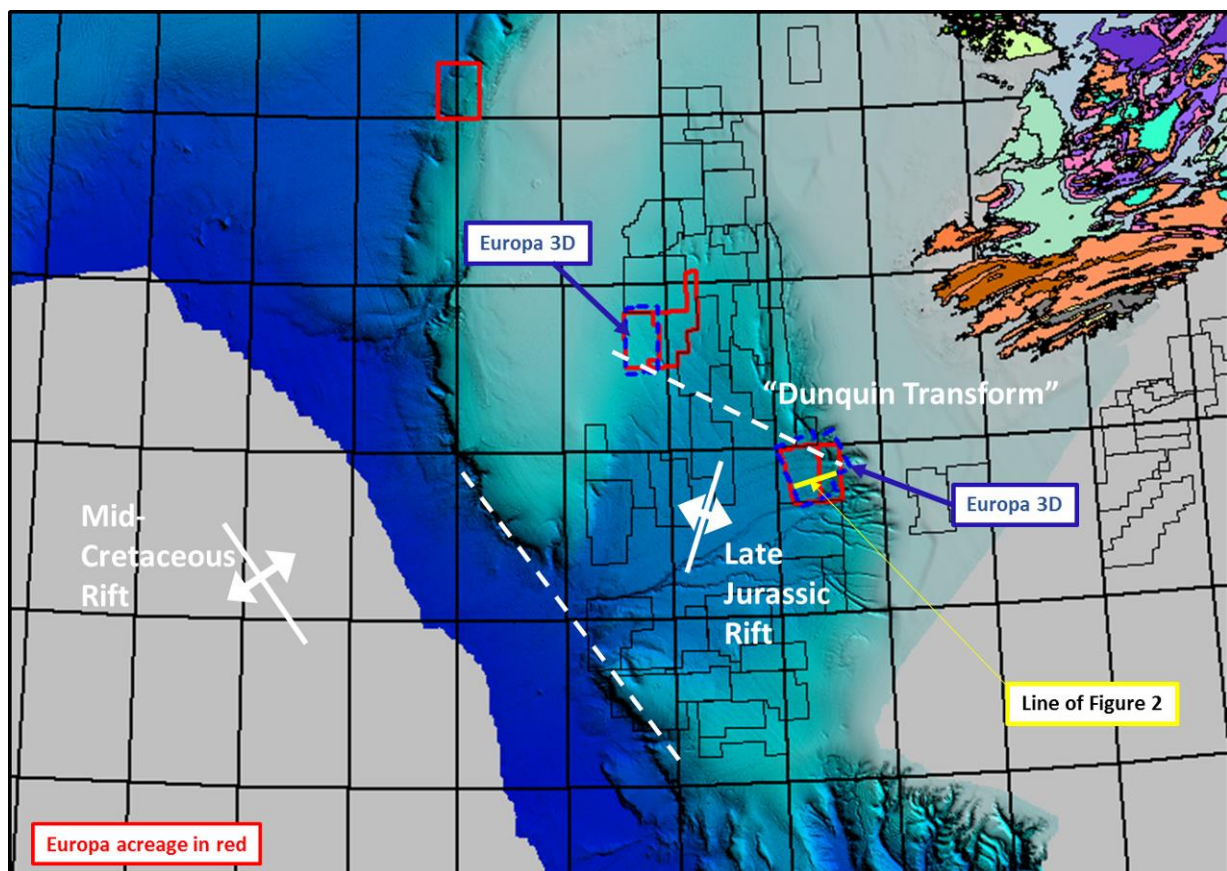 Europa 3D
"Dunquin Transform"
Europa 3D
Mid-
Cretaceous
Rift
Late
Jurassic
Rift
Line of Figure 2
Europa acreage in red